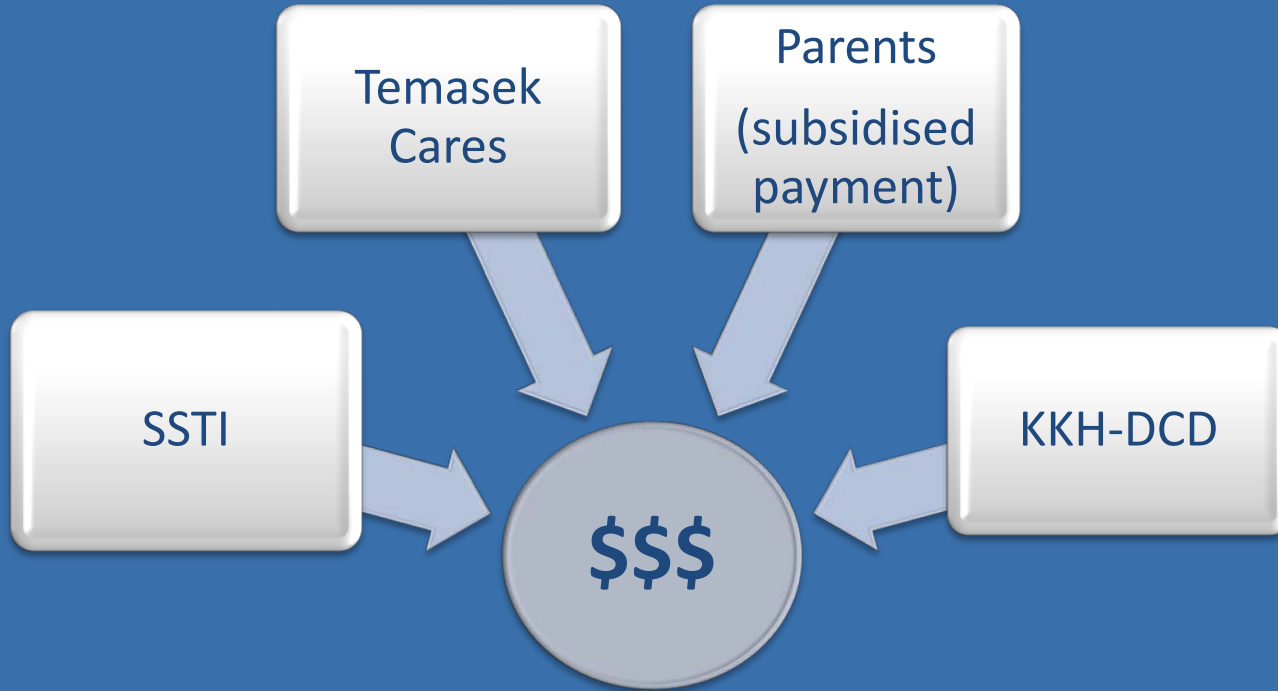 Temasek
Cares
Parents
(subsidised
payment)
SSTI
KKH-DCD
$$$